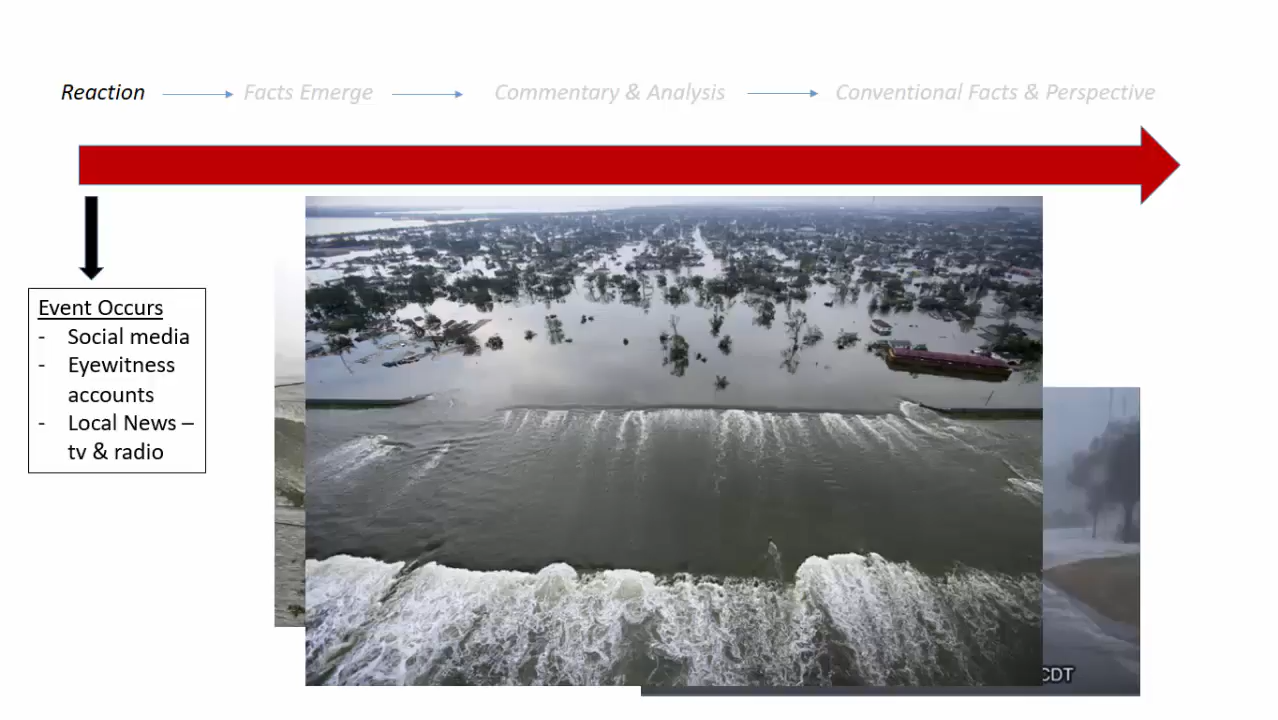 Reaction Facts Emerge Commentary & Analysis Conventional Facts & Perspective
Event Occurs
- Social media
- Eyewitness
accounts
- Local News –
tv & radio
CDT